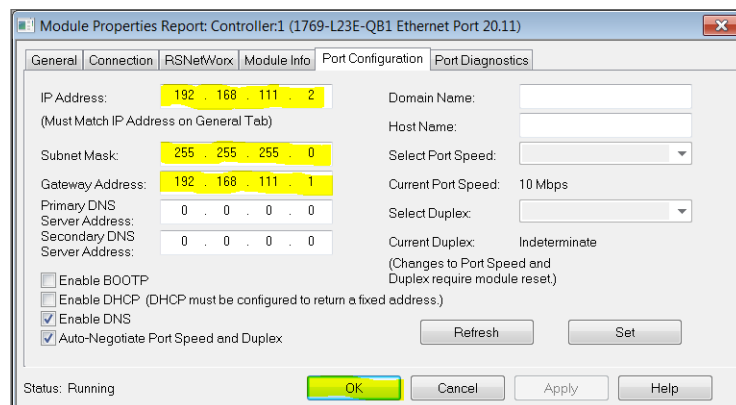 Module Properties Report: Controller:1 (1769-L23E-QB1 Ethernet Port 20.11)
General Connection RSNetWorx Module Info Port Configuration Port Diagnostics
IP Address: 192 . 168 . 111 . 2
(Must Match IP Address on General Tab)
Subnet Mask: 255 . 255 . 255 . 0
Gateway Address: 192 . 168 . 111 . 1
Primary DNS
Server Address: 0 . 0 . 0 . 0
Secondary DNS
Server Address: 0 . 0 . 0 . 0
Domain Name:
Host Name:
Select Port Speed:
Current Port Speed: 10 Mbps
Select Duplex:
Current Duplex: Indeterminate
(Changes to Port Speed and
Duplex require module reset.)
Enable BOOTP
Enable DHCP (DHCP must be configured to return a fixed address.)
Enable DNS
Auto-Negotiate Port Speed and Duplex
Refresh Set
Status: Running
OK Cancel Apply Help